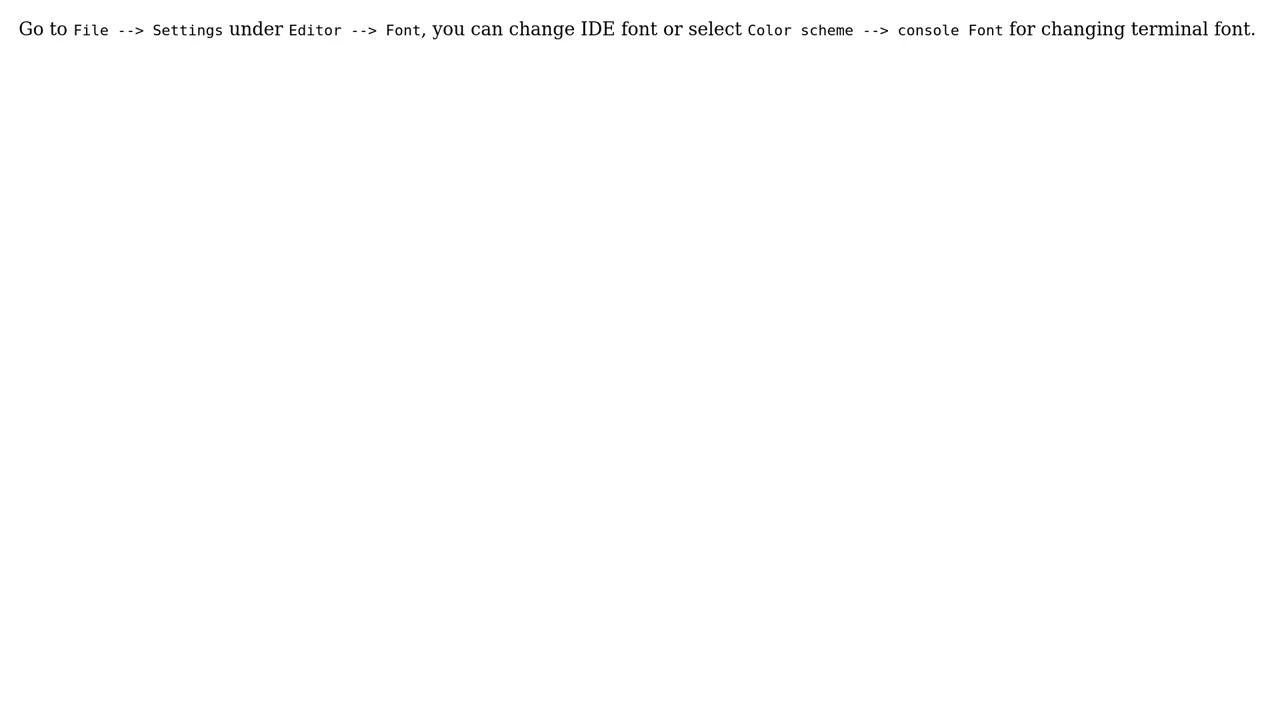 Go to File --> Settings under Editor --> Font, you can change IDE font or select Color scheme --> console Font for changing terminal font.